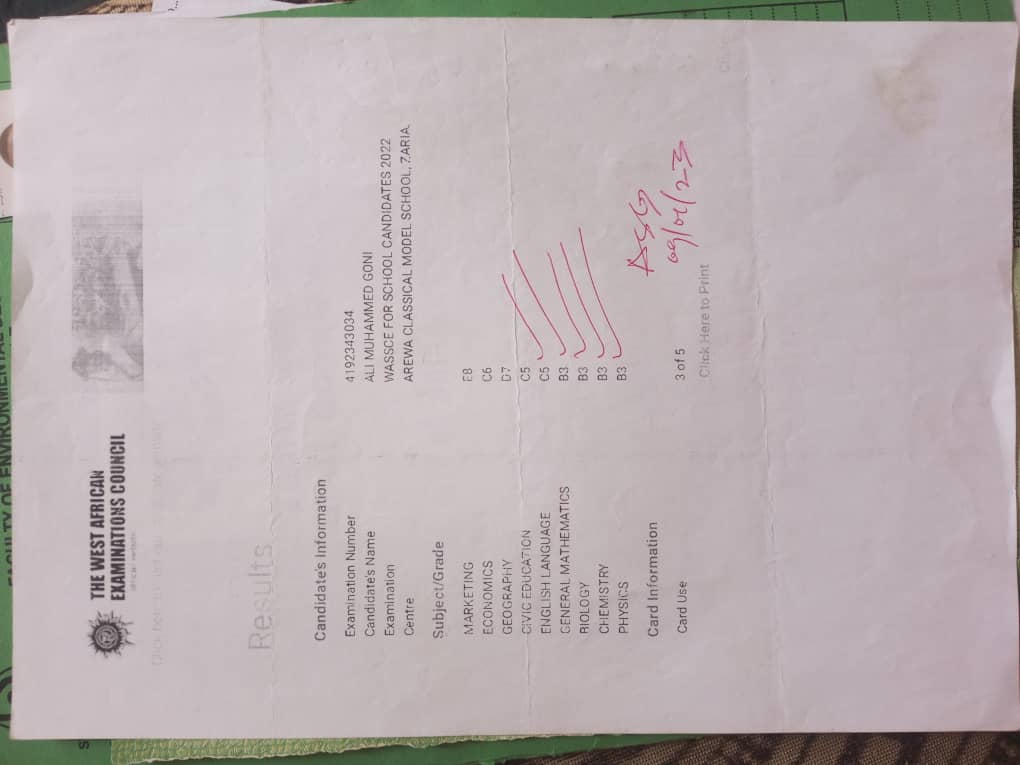 FACULTY OF ENVIRONMENTAL
THE WEST AFRICAN
EXAMINATIONS COUNCIL
Results
Candidate's Information
Examination Number 4192343034
Candidate's Name ALI MUHAMMED GONI
Examination WASSCE FOR SCHOOL CANDIDATES 2022
Centre AREWA CLASSICAL MODEL SCHOOL, ZARIA.
Subject/Grade
MARKETING E8
ECONOMICS C6
GEOGRAPHY D7
CIVIC EDUCATION C5
ENGLISH LANGUAGE C5
GENERAL MATHEMATICS B3
BIOLOGY B3
CHEMISTRY B3
PHYSICS B3
Card Information
Card Use 3 of 5
Click Here to Print